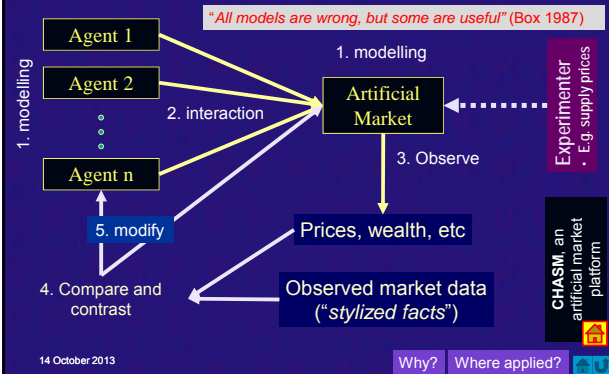 "All models are wrong, but some are useful" (Box 1987)
1. modelling
Agent 1
Agent 2
Agent n
2. interaction
1. modelling
Artificial
Market
Experimenter
• E.g. supply prices
3. Observe
5. modify
Prices, wealth, etc
4. Compare and
contrast
Observed market data
("stylized facts")
CHASM, an
artificial market
platform
14 October 2013
Why?
Where applied?